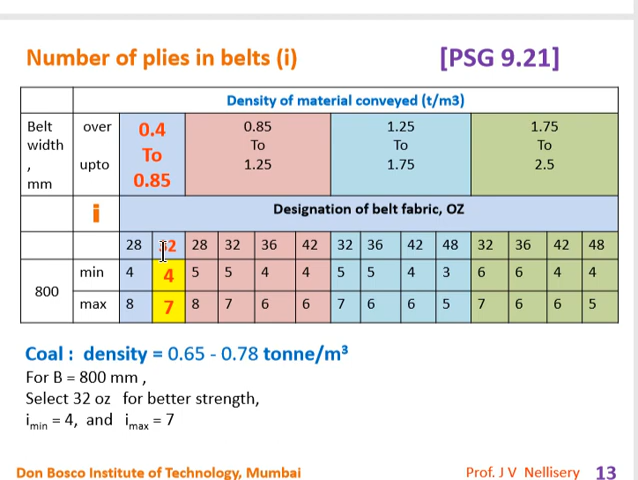 Number of plies in belts (i) [PSG 9.21]
Density of material conveyed (t/m3)
Belt width , mm
over
upto
0.4 To 0.85
0.85 To 1.25
1.25 To 1.75
1.75 To 2.5
i Designation of belt fabric, OZ
28 32 28 32 36 42 32 36 42 48 32 36 42 48
800
min 4 4 5 5 4 4 5 5 4 3 6 6 4 4
max 8 7 8 7 6 6 7 6 6 5 7 6 6 5
Coal : density = 0.65 - 0.78 tonne/m³
For B = 800 mm ,
Select 32 oz for better strength,
imin = 4, and imax = 7
Don Bosco Institute of Technology, Mumbai Prof. J V Nellisery 13